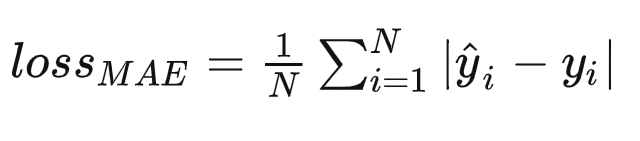 loss_{MAE} = \frac{1}{N} \sum_{i=1}^{N} |\hat{y}_i - y_i|